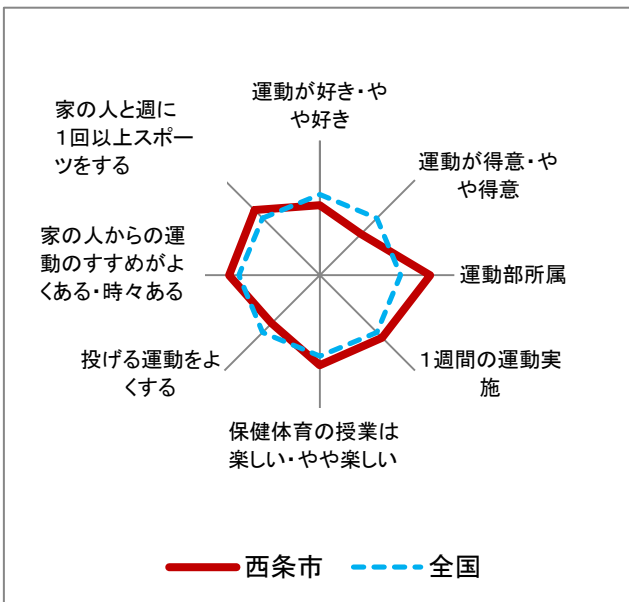 運動が好き・や
や好き
運動が得意・や
や得意
運動部所属
１週間の運動実
施
保健体育の授業は
楽しい・やや楽しい
投げる運動をよ
くする
家の人からの運
動のすすめがよ
くある・時々ある
家の人と週に
１回以上スポー
ツをする
西条市
全国